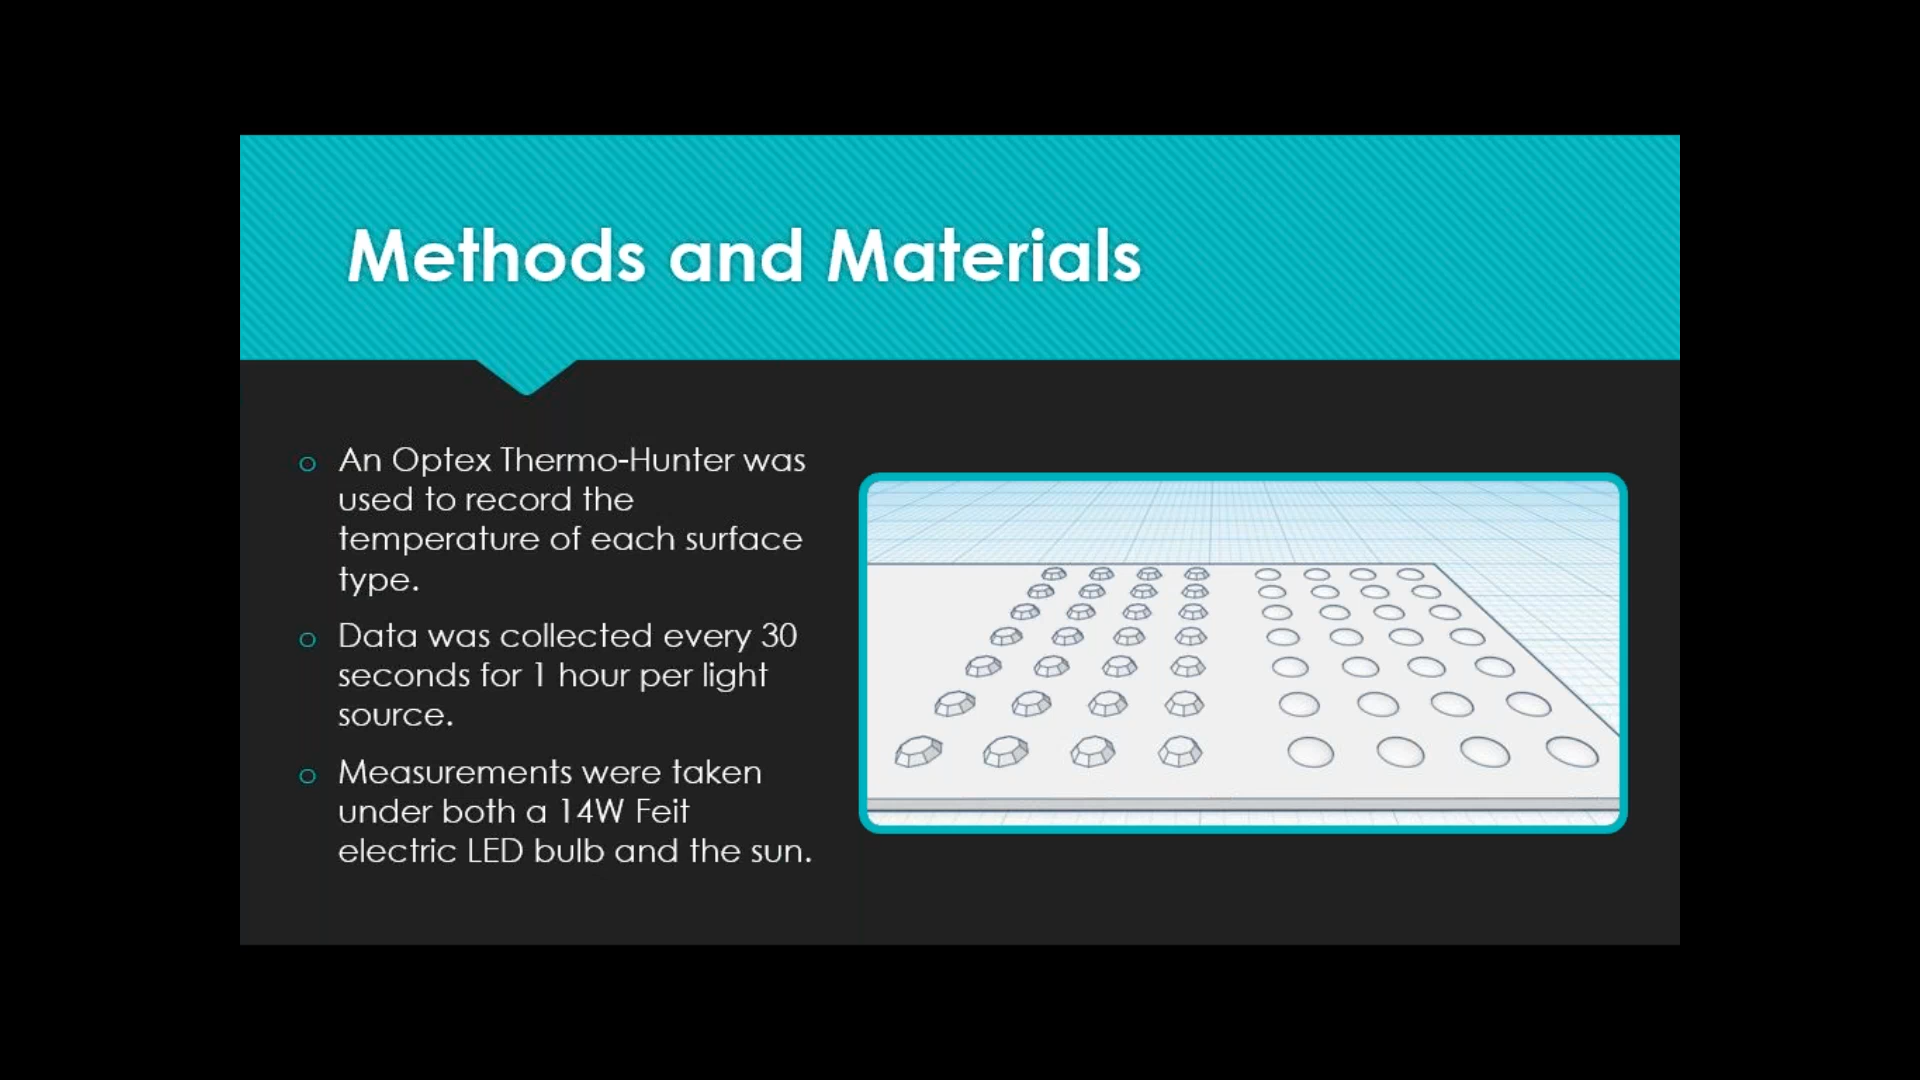 Methods and Materials
An Optex Thermo-Hunter was
used to record the
temperature of each surface
type.
Data was collected every 30
seconds for 1 hour per light
source.
Measurements were taken
under both a 14W Feit
electric LED bulb and the sun.